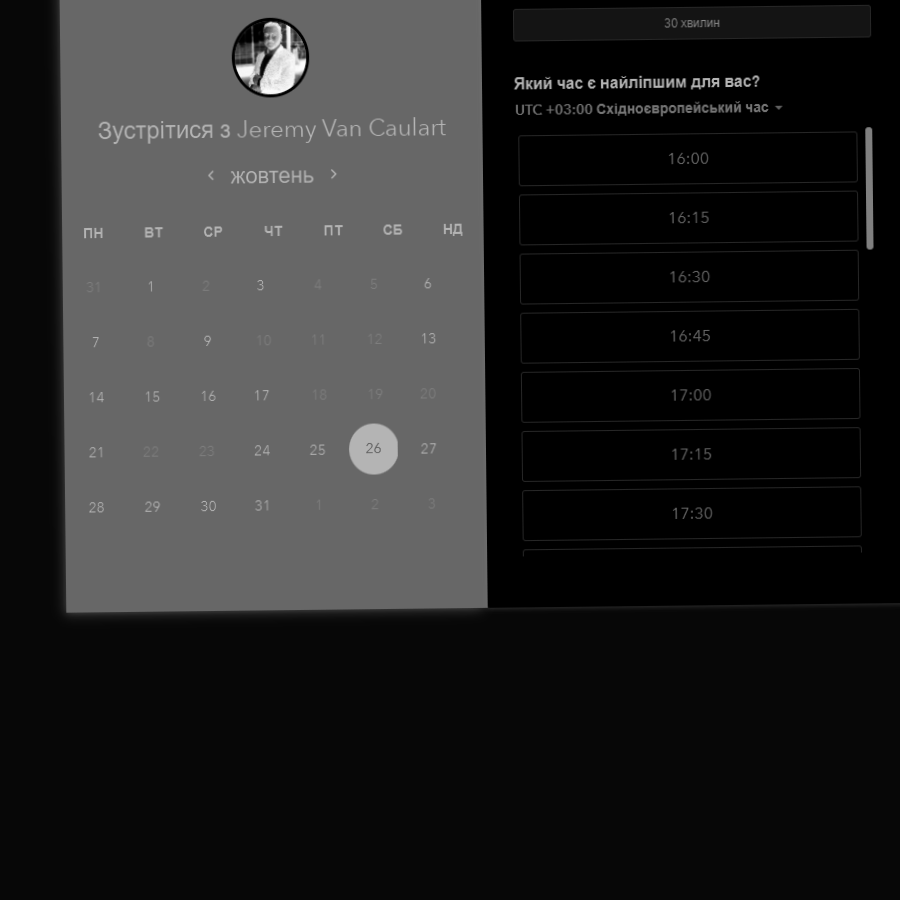 Зустрітися з Jeremy Van Caulart
‹ жовтень ›
ПН ВТ СР ЧТ ПТ СБ НД
31 1 2 3 4 5 6
7 8 9 10 11 12 13
14 15 16 17 18 19 20
21 22 23 24 25 26 27
28 29 30 31 1 2 3
30 хвилин
Який час є найліпшим для вас?
UTC +03:00 Східноєвропейський час
16:00
16:15
16:30
16:45
17:00
17:15
17:30